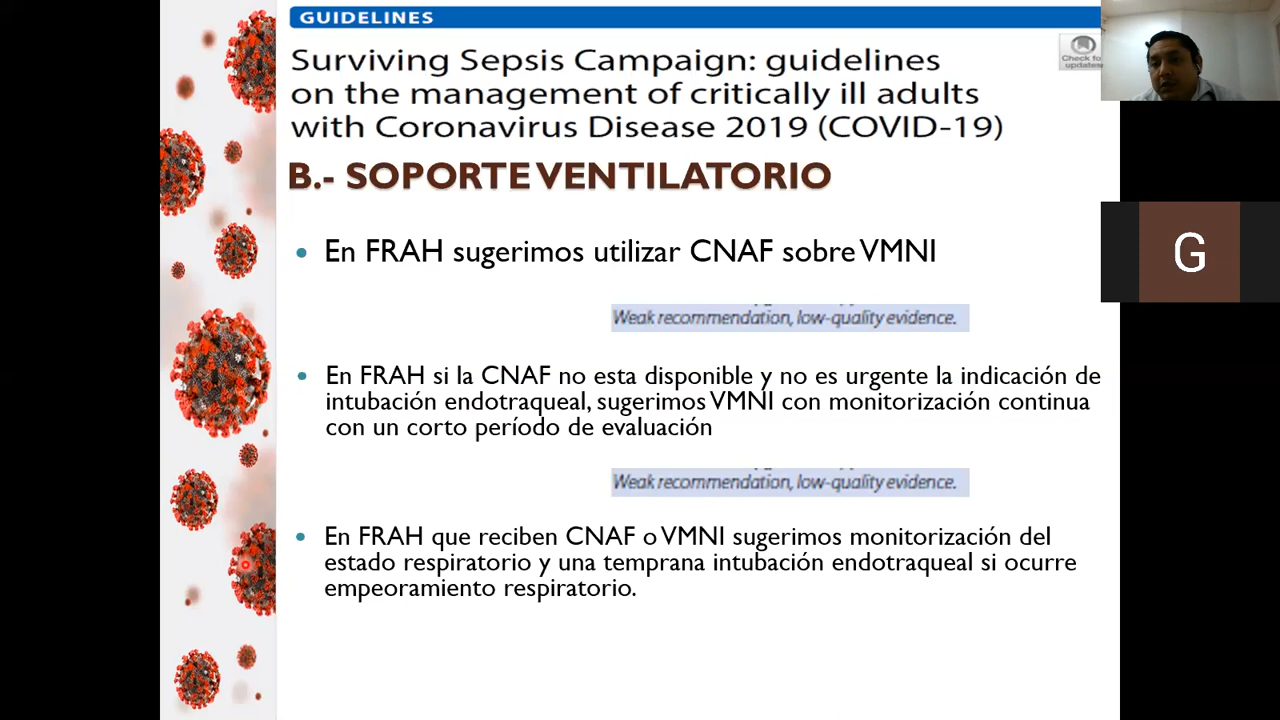 GUIDELINES
Surviving Sepsis Campaign: guidelines
on the management of critically ill adults
with Coronavirus Disease 2019 (COVID-19)
Check fo
updates
B.- SOPORTE VENTILATORIO
• En FRAH sugerimos utilizar CNAF sobre VMNI
Weak recommendation, low-quality evidence.
• En FRAH si la CNAF no esta disponible y no es urgente la indicación de
intubación endotraqueal, sugerimos VMNI con monitorización continua
con un corto período de evaluación
Weak recommendation, low-quality evidence.
• En FRAH que reciben CNAF o VMNI sugerimos monitorización del
estado respiratorio y una temprana intubación endotraqueal si ocurre
empeoramiento respiratorio.
G